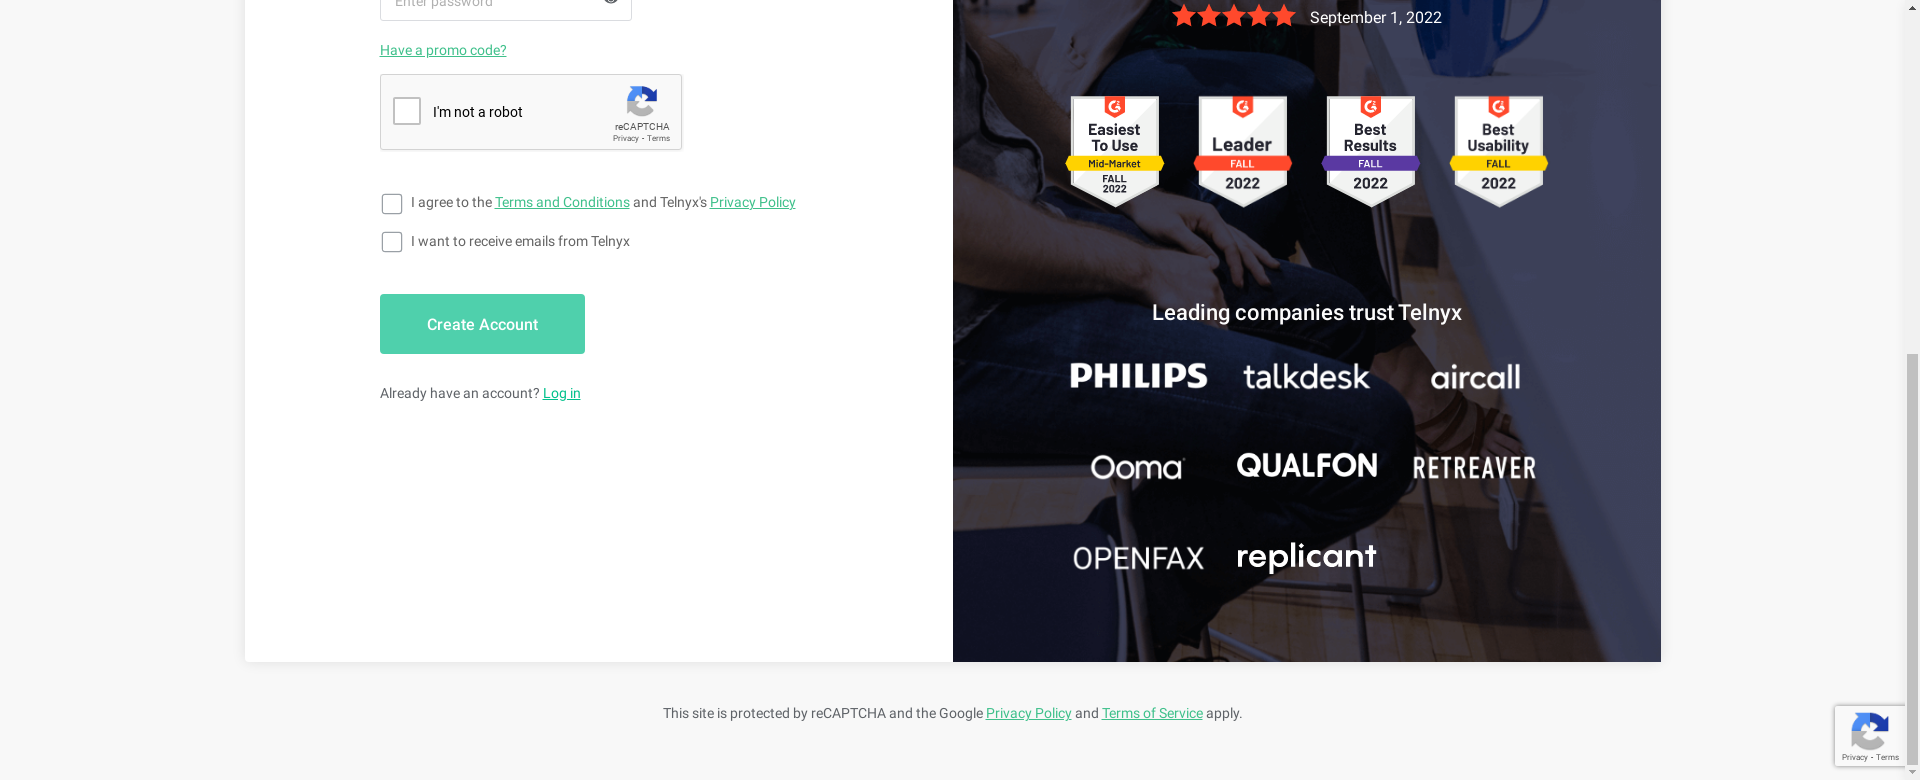 Enter password
Have a promo code?
I'm not a robot
reCAPTCHA
Privacy - Terms
I agree to the Terms and Conditions and Telnyx's Privacy Policy
I want to receive emails from Telnyx
Create Account
Already have an account? Log in
September 1, 2022
Easiest
To Use
Mid-Market
FALL
2022
Leader
FALL
2022
Best
Results
FALL
2022
Best
Usability
FALL
2022
Leading companies trust Telnyx
PHILIPS talkdesk aircall
Ooma QUALFON RETREAVER
OPENFAX replicant
This site is protected by reCAPTCHA and the Google Privacy Policy and Terms of Service apply.
Privacy - Terms